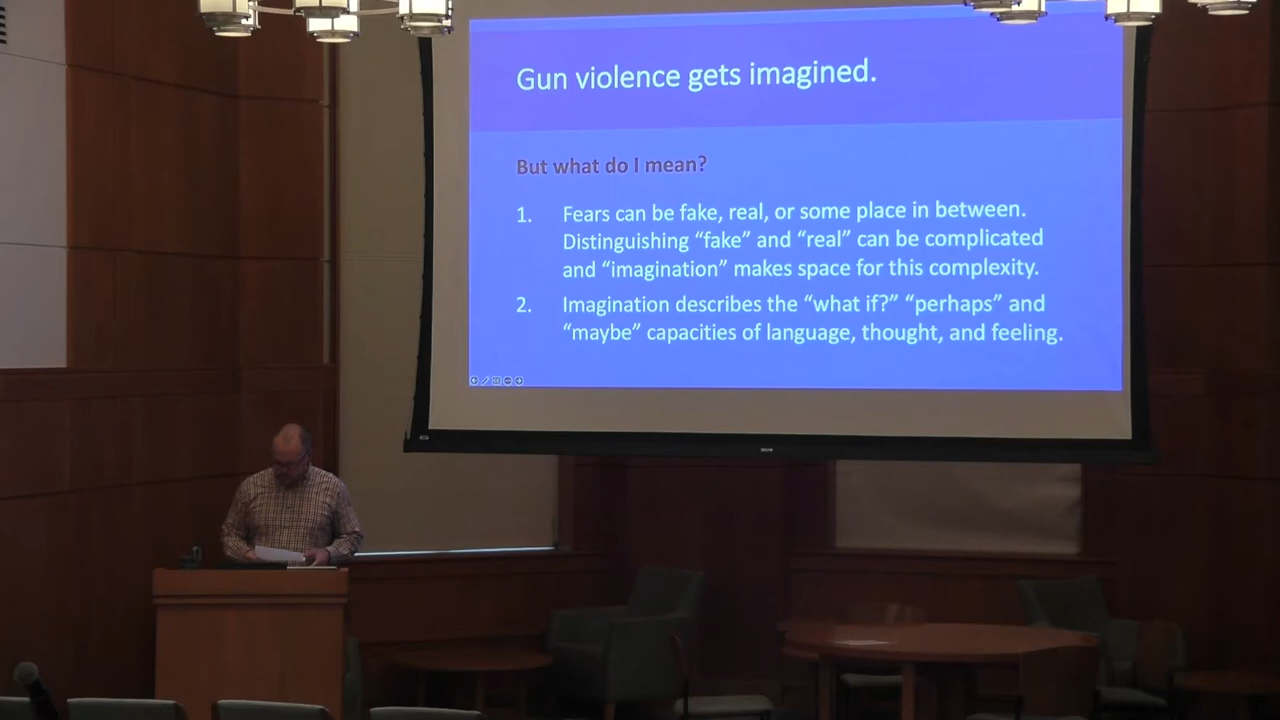 Gun violence gets imagined.
But what do I mean?
1. Fears can be fake, real, or some place in between.
Distinguishing “fake” and “real” can be complicated
and “imagination” makes space for this complexity.
2. Imagination describes the “what if?” “perhaps” and
“maybe” capacities of language, thought, and feeling.